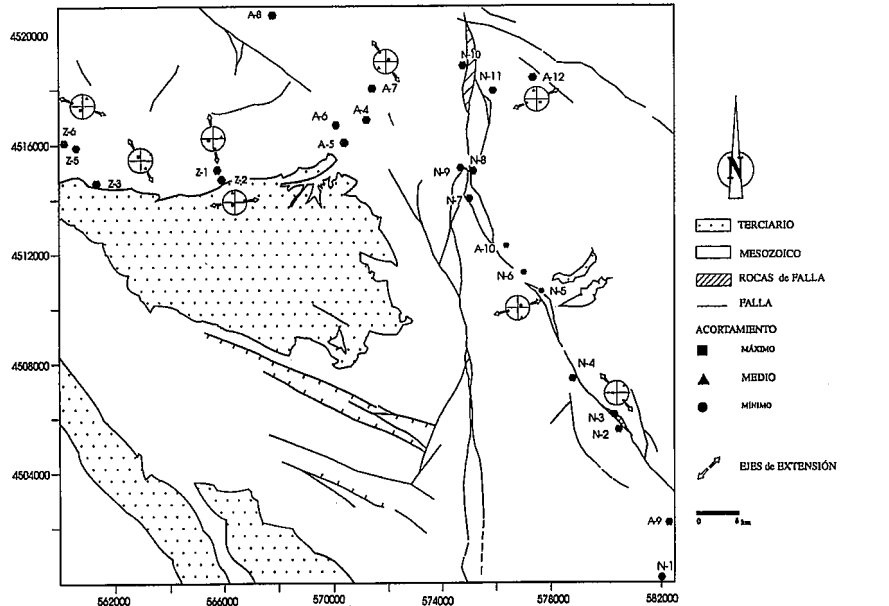 4520000
4516000
4512000
4508000
4504000
562000
566000
570000
574000
578000
582000
A-8
N-10
A-7
N-11
A-12
A-6
A-4
A-5
Z-6
Z-5
Z-3
Z-1
Z-2
N-9
N-8
N-7
A-10
N-6
N-5
N-4
N-3
N-2
A-9
N-1
N
TERCIARIO
MESOZOICO
ROCAS de FALLA
FALLA
ACORTAMIENTO
MÁXIMO
MEDIO
MÍNIMO
EJES de EXTENSIÓN
0 6 km